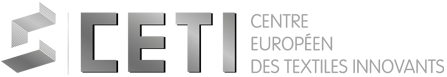 CETI
CENTRE
EUROPÉEN
DES TEXTILES INNOVANTS